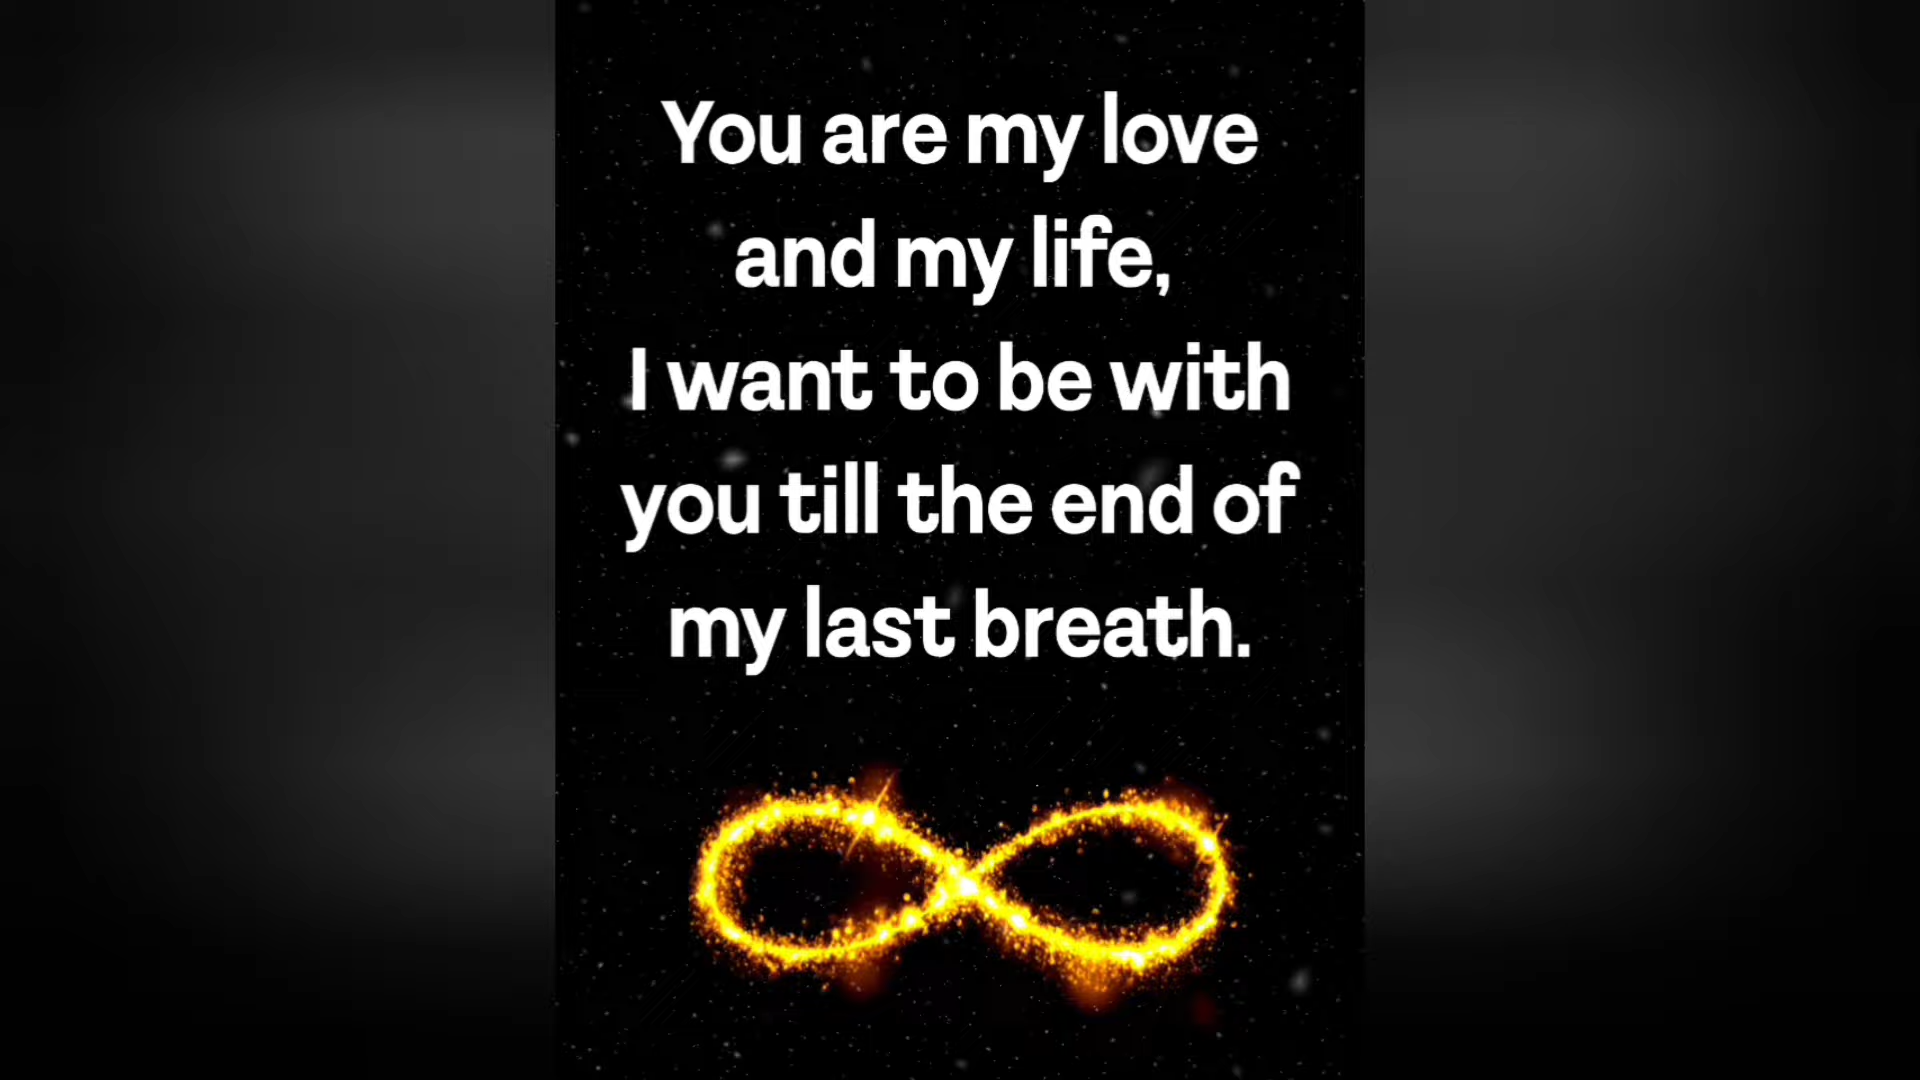 You are my love
and my life,
I want to be with
you till the end of
my last breath.